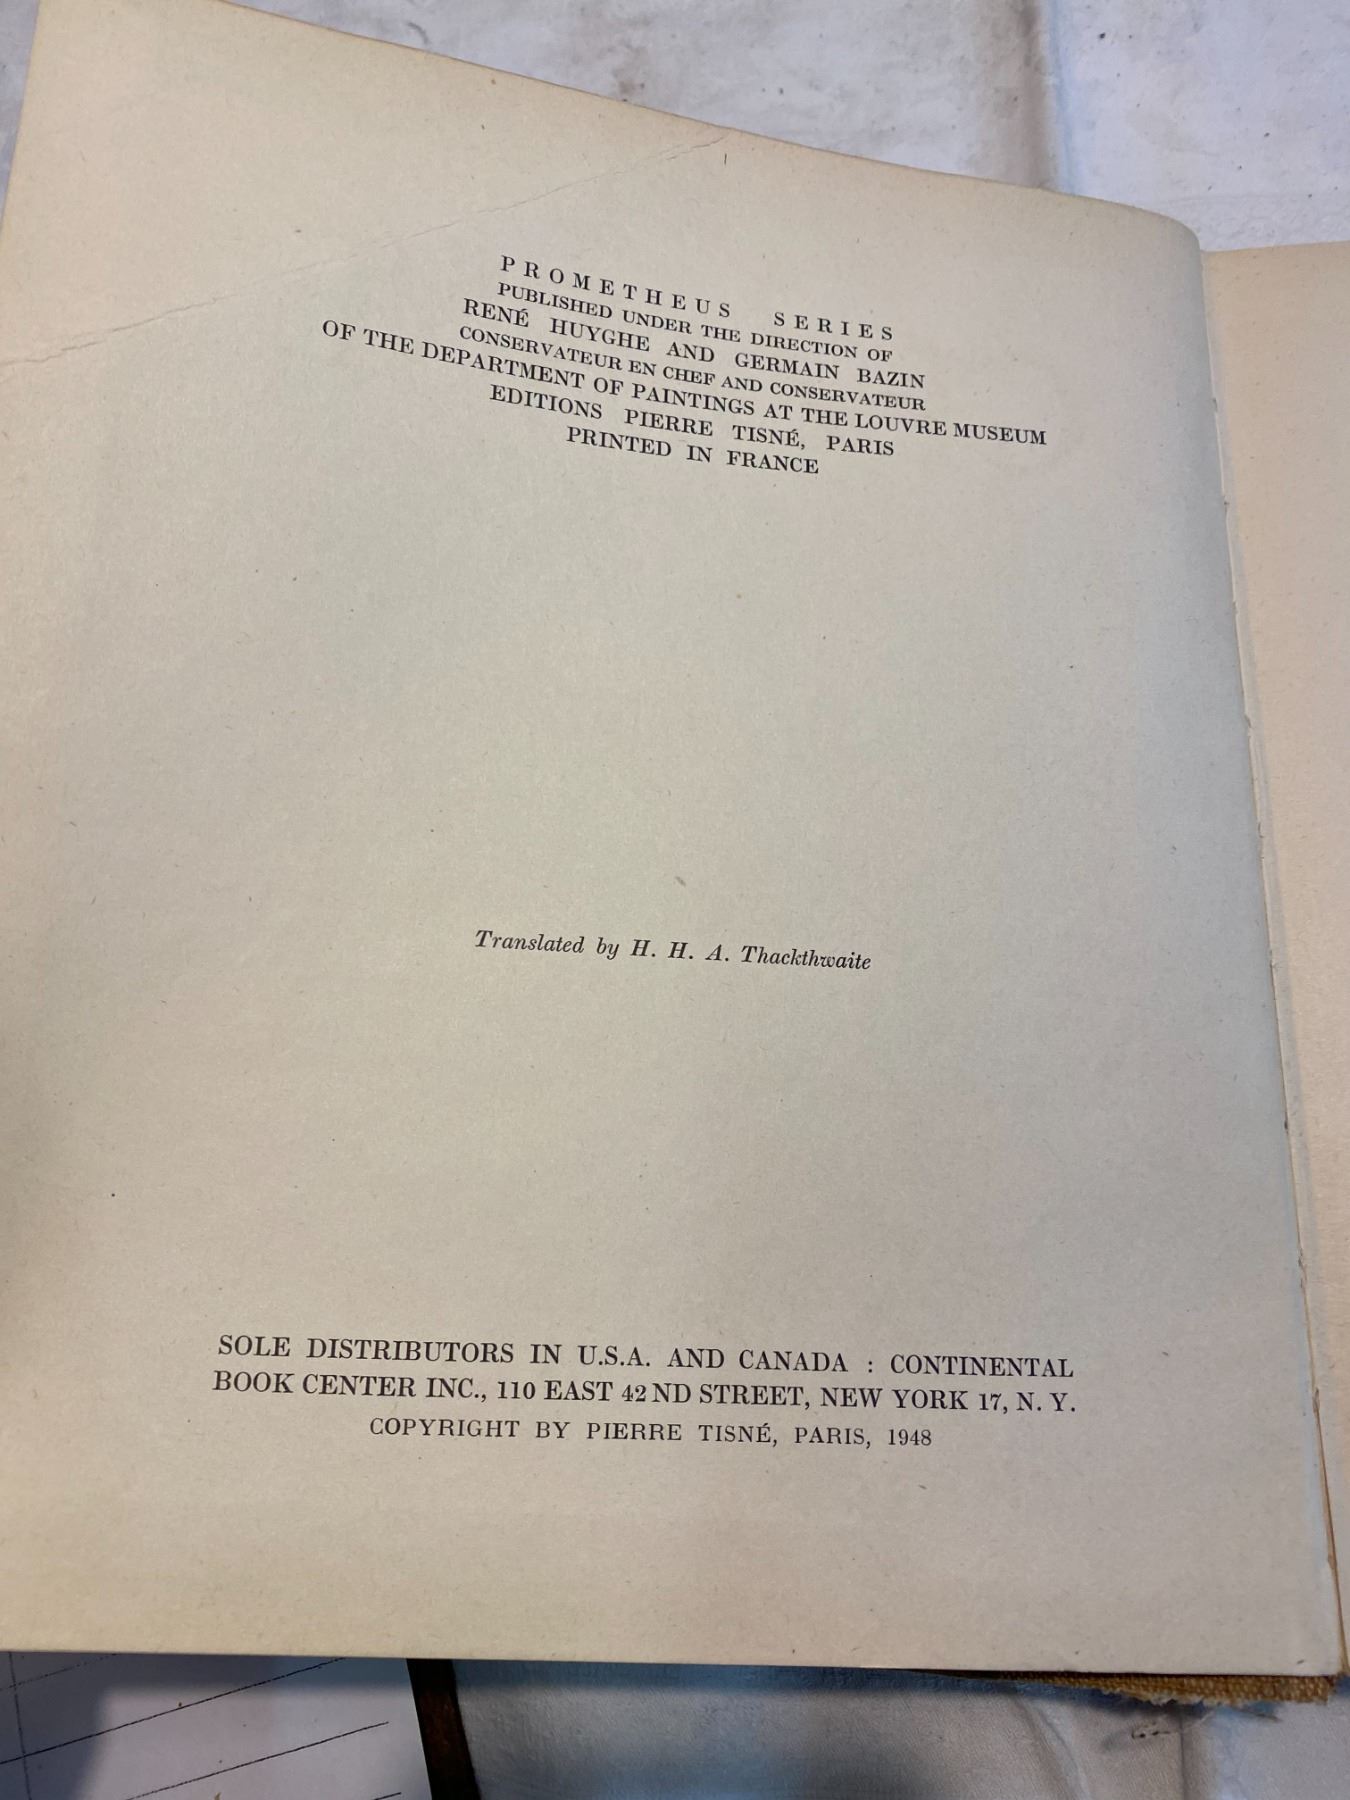 PROMETHEUS SERIES
PUBLISHED UNDER THE DIRECTION OF
RENÉ HUYGHE AND GERMAIN BAZIN
CONSERVATEUR EN CHEF AND CONSERVATEUR
OF THE DEPARTMENT OF PAINTINGS AT THE LOUVRE MUSEUM
EDITIONS PIERRE TISNÉ, PARIS
PRINTED IN FRANCE
Translated by H. H. A. Thackthwaite
SOLE DISTRIBUTORS IN U.S.A. AND CANADA : CONTINENTAL
BOOK CENTER INC., 110 EAST 42 ND STREET, NEW YORK 17, N. Y.
COPYRIGHT BY PIERRE TISNÉ, PARIS, 1948